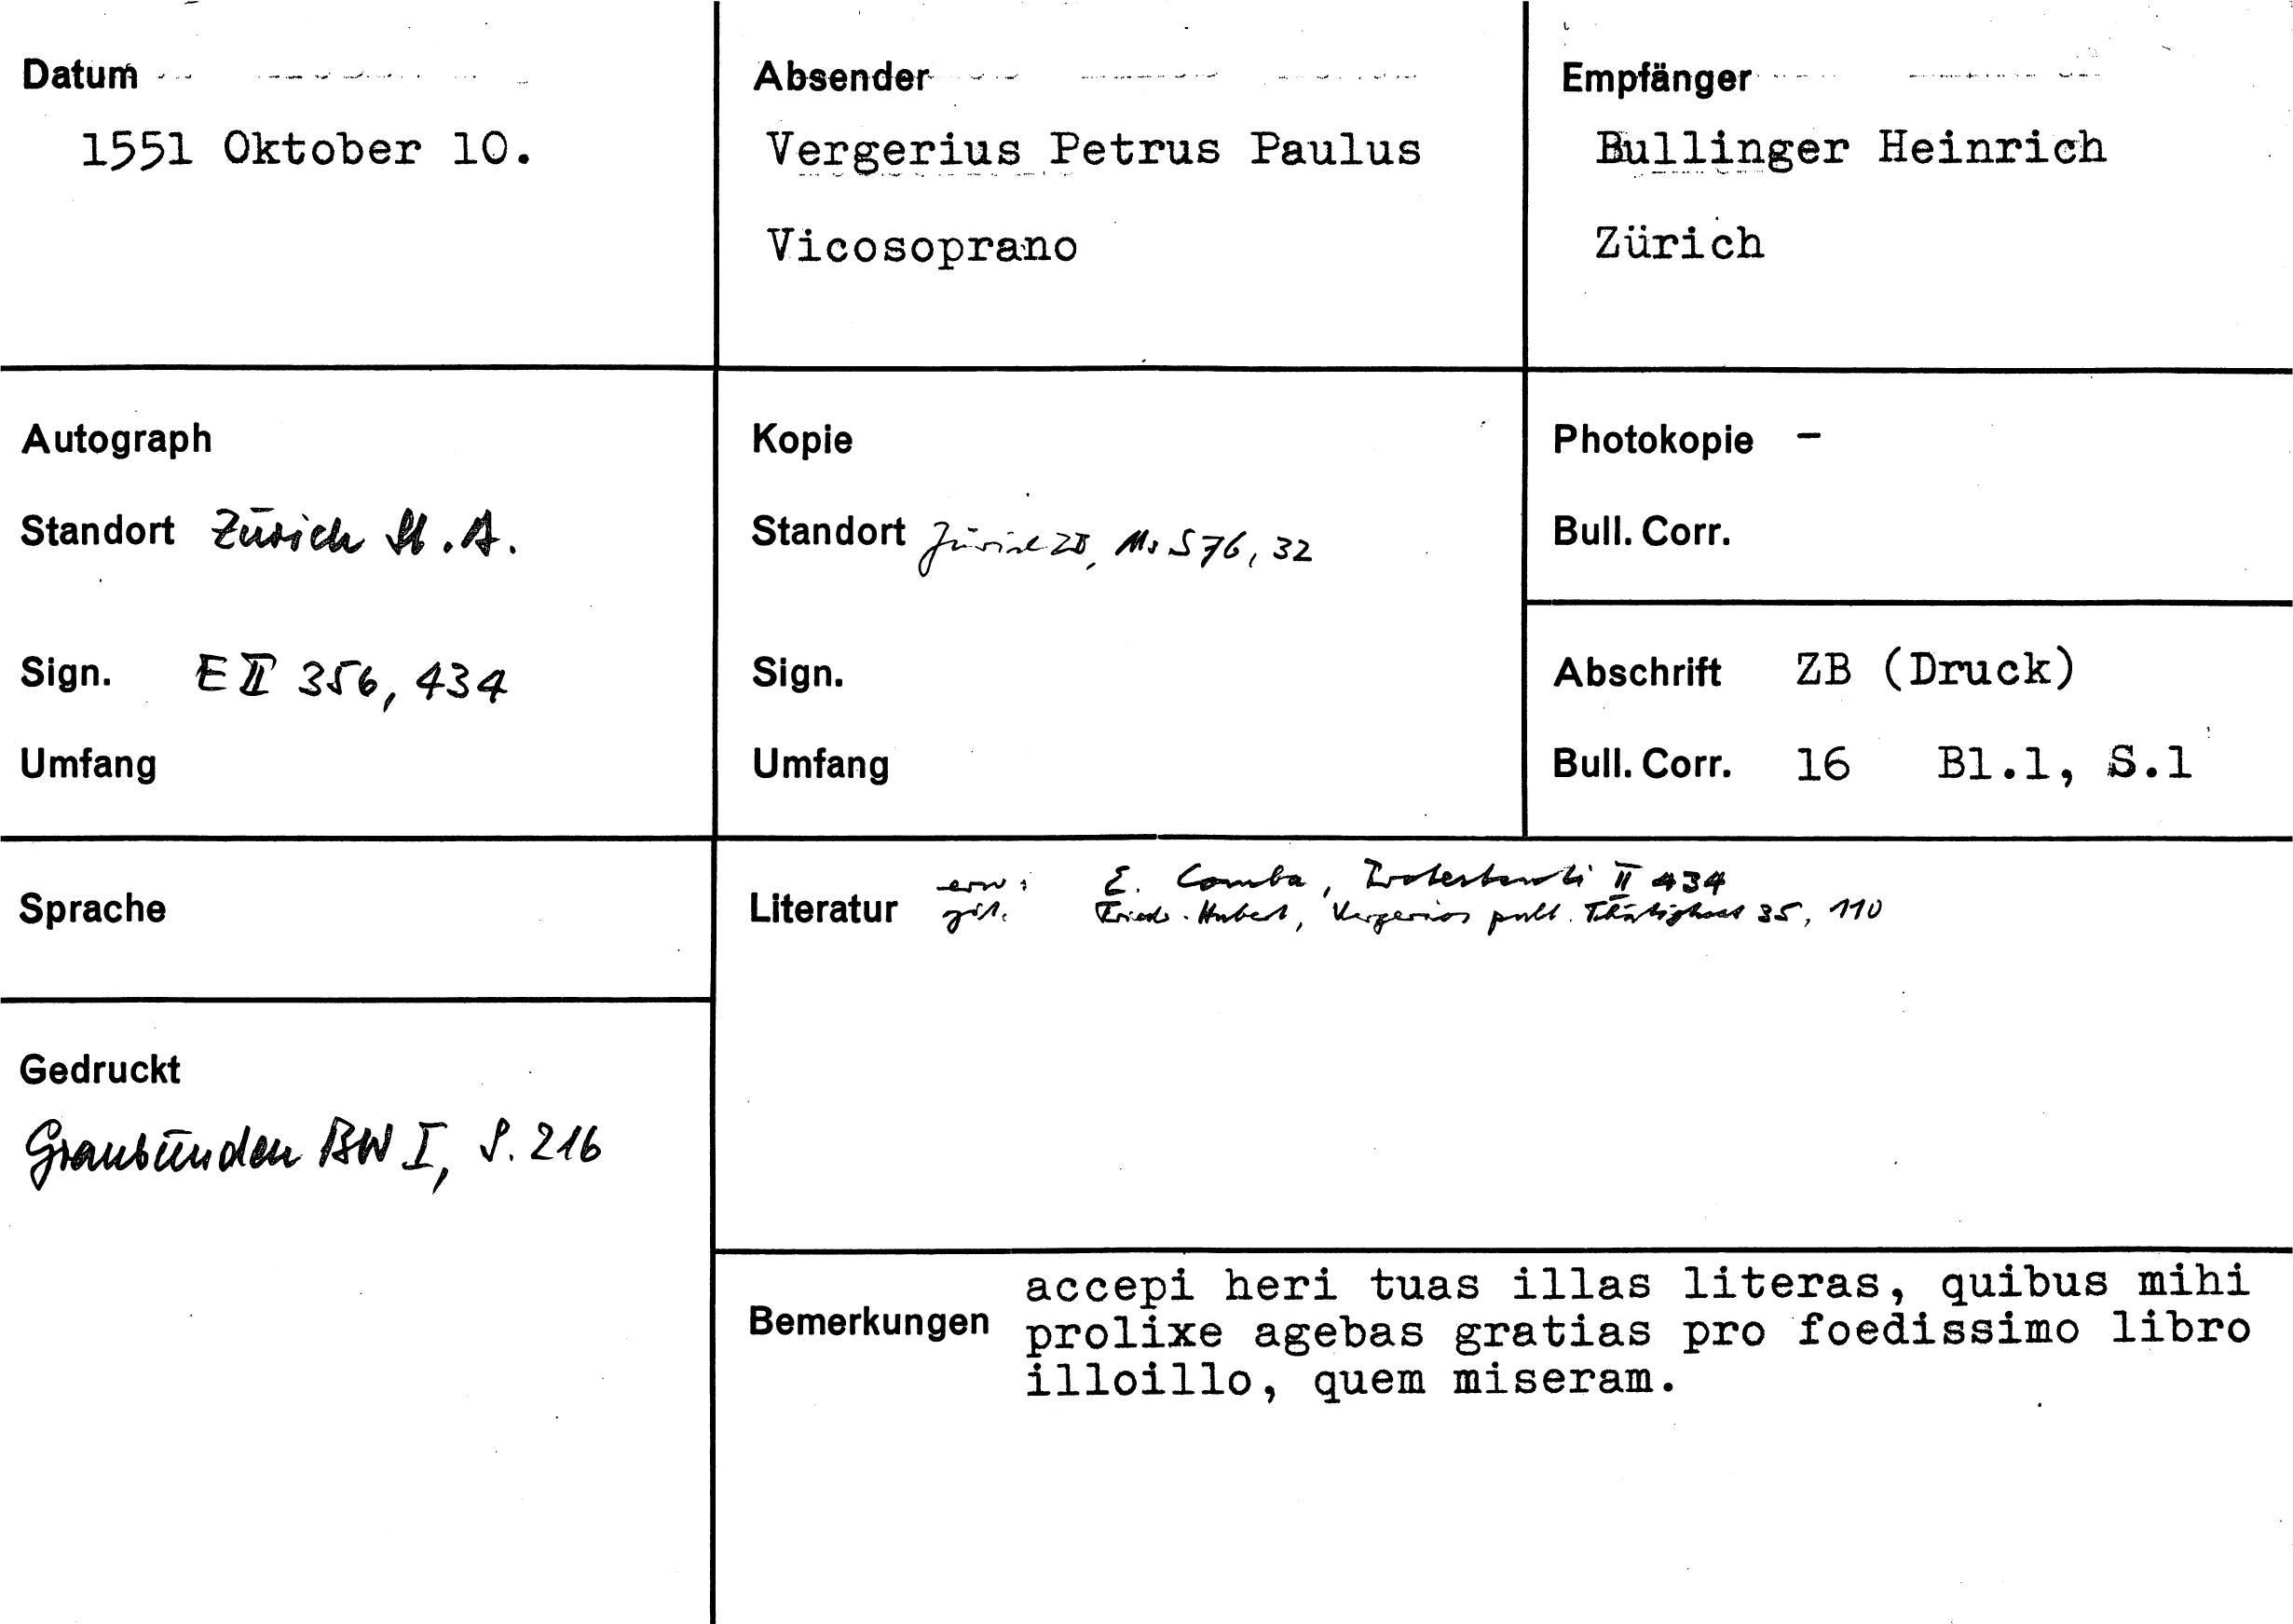 Datum
1551 Oktober 10.
Absender
Vergerius Petrus Paulus
Vicosoprano
Empfänger
Bullinger Heinrich
Zürich
Autograph
Standort Zürich St.A.
Sign. E II 356, 434
Umfang
Kopie
Standort Zürich ZB, Ms S 76, 32
Sign.
Umfang
Photokopie -
Bull. Corr.
Abschrift ZB (Druck)
Bull. Corr. 16 Bl.1, S.1
Sprache
Literatur
erw: E. Comba, Protestanti II 434
zit. Fried. Hubert, Vergerios publ. Thätigkeit 35, 110
Gedruckt
Graubünden BW I, S. 216
Bemerkungen
accepi heri tuas illas literas, quibus mihi
prolixe agebas gratias pro foedissimo libro
illoillo, quem miseram.